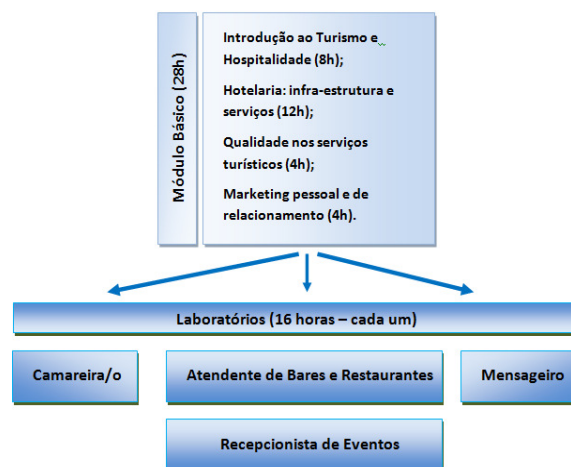 Módulo Básico (28h)
Introdução ao Turismo e
Hospitalidade (8h);
Hotelaria: infra-estrutura e
serviços (12h);
Qualidade nos serviços
turísticos (4h);
Marketing pessoal e de
relacionamento (4h).
Laboratórios (16 horas – cada um)
Camareira/o
Atendente de Bares e Restaurantes
Mensageiro
Recepcionista de Eventos